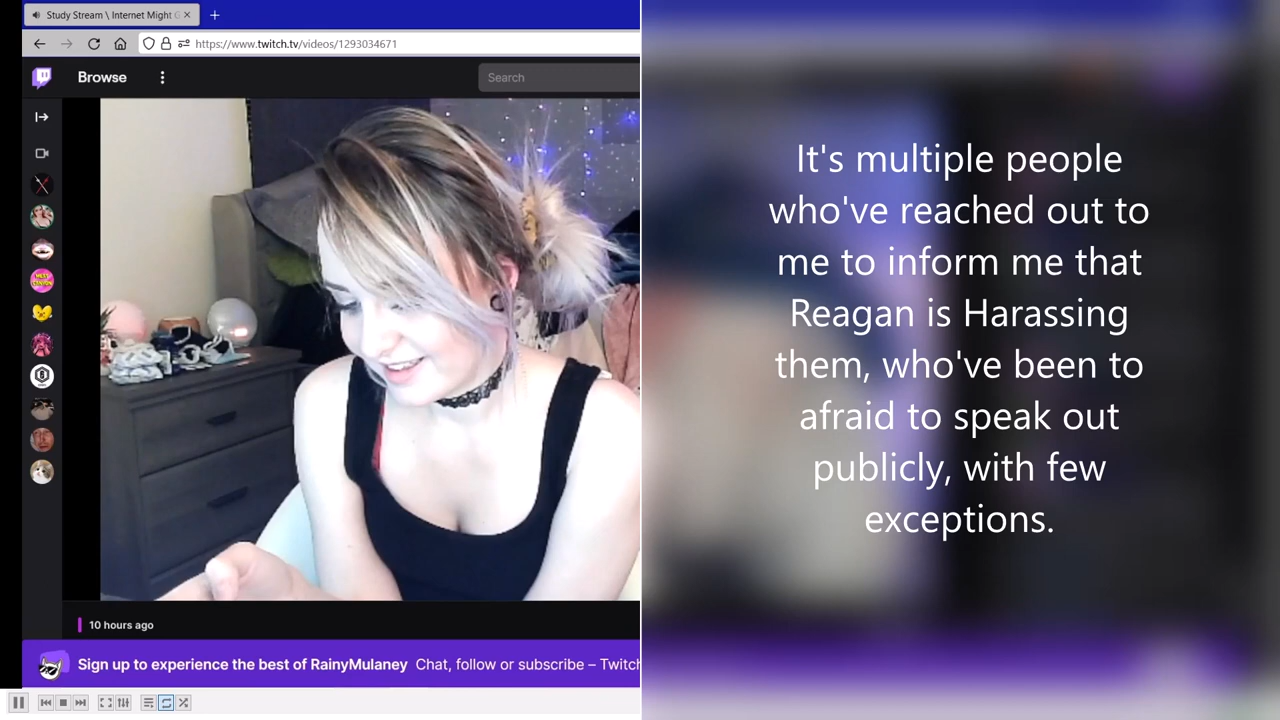 Study Stream \ Internet Might
https://www.twitch.tv/videos/1293034671
Browse
Search
10 hours ago
Sign up to experience the best of RainyMulaney Chat, follow or subscribe – Twitch
It's multiple people
who've reached out to
me to inform me that
Reagan is Harassing
them, who've been to
afraid to speak out
publicly, with few
exceptions.